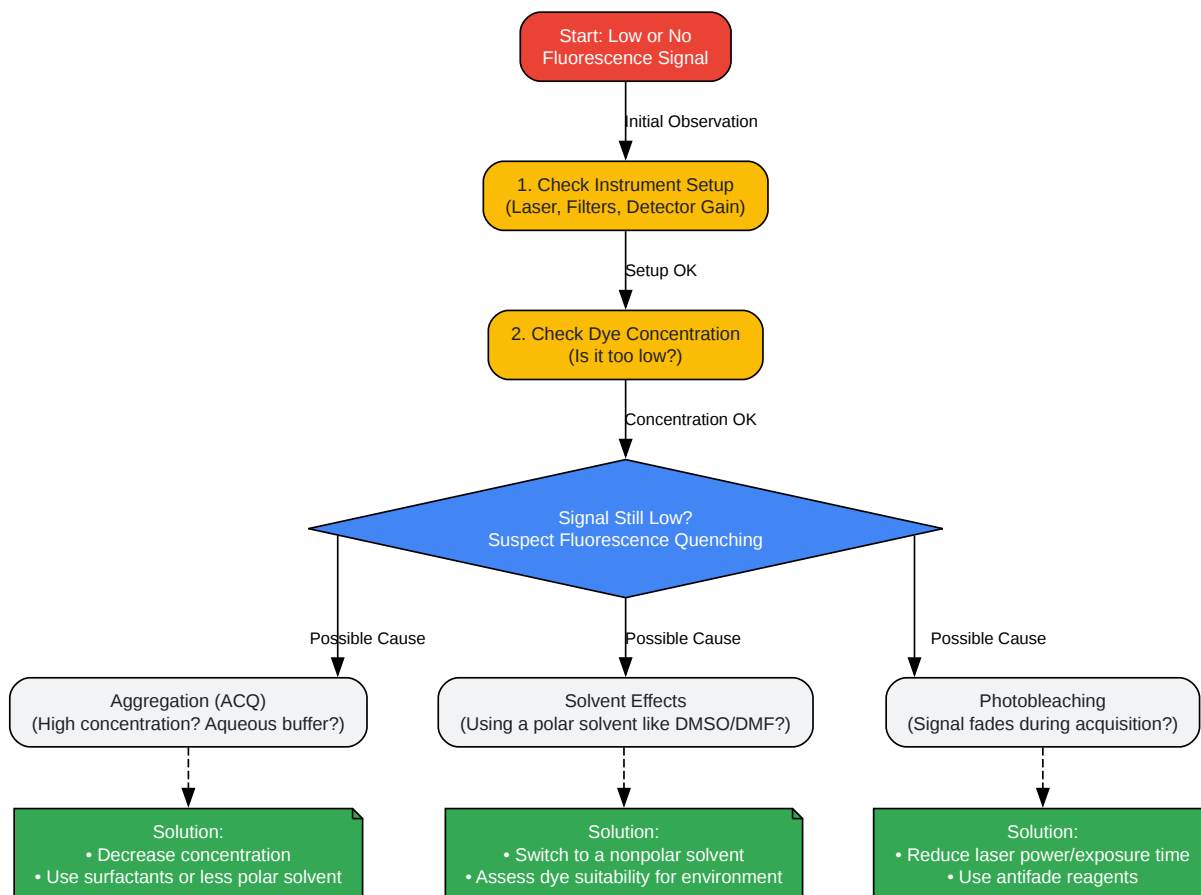 Start: Low or No
Fluorescence Signal
Initial Observation
1. Check Instrument Setup
(Laser, Filters, Detector Gain)
Setup OK
2. Check Dye Concentration
(Is it too low?)
Concentration OK
Signal Still Low?
Suspect Fluorescence Quenching
Possible Cause
Possible Cause
Possible Cause
Aggregation (ACQ)
(High concentration? Aqueous buffer?)
Solvent Effects
(Using a polar solvent like DMSO/DMF?)
Photobleaching
(Signal fades during acquisition?)
Solution:
• Decrease concentration
• Use surfactants or less polar solvent
Solution:
• Switch to a nonpolar solvent
• Assess dye suitability for environment
Solution:
• Reduce laser power/exposure time
• Use antifade reagents